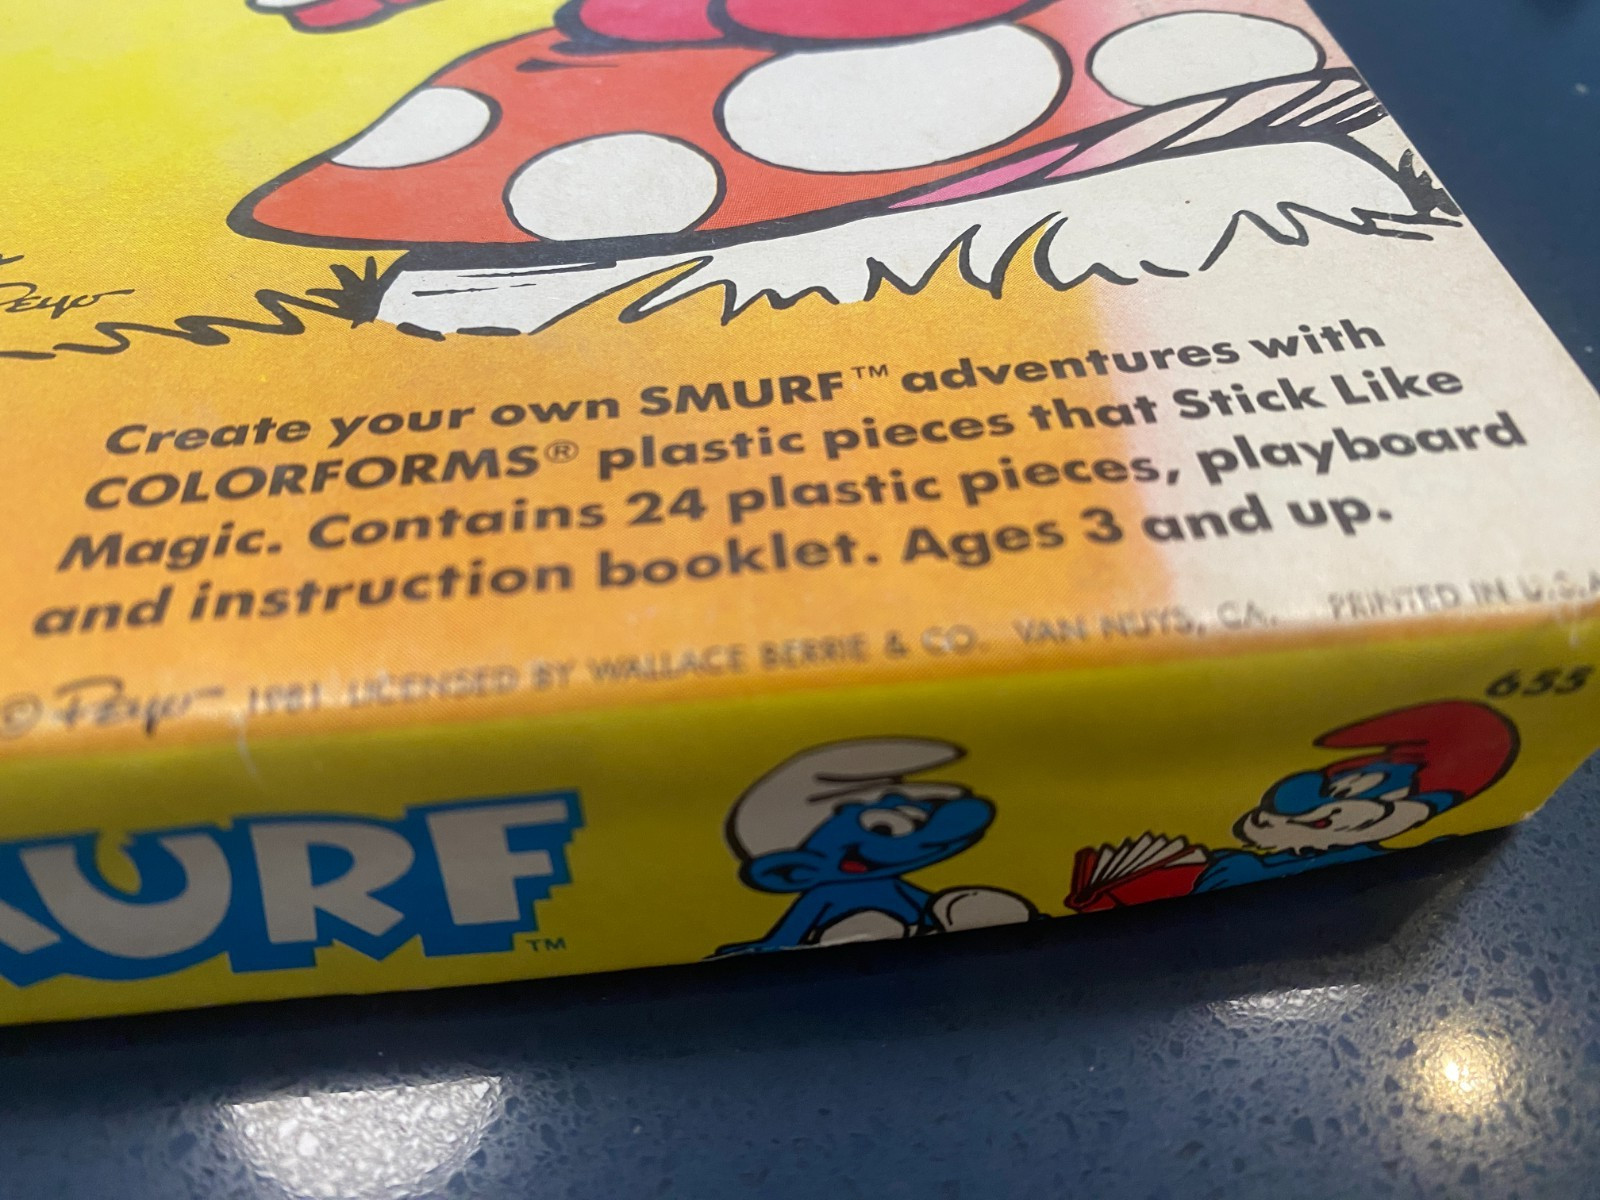 Peyo
Create your own SMURF™ adventures with
COLORFORMS® plastic pieces that Stick Like
Magic. Contains 24 plastic pieces, playboard
and instruction booklet. Ages 3 and up.
© Peyo 1981 LICENSED BY WALLACE BERRIE & CO. VAN NUYS, CA. PRINTED IN U.S.A
655
URF™